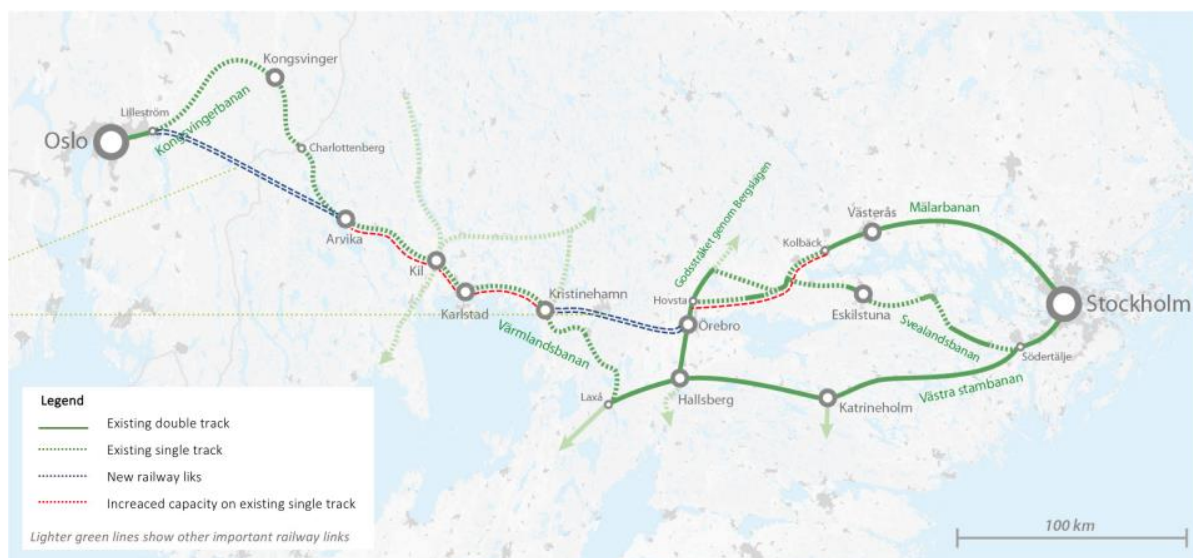 Kongsvinger
Lilleström
Oslo
Kongsvingerbanan
Charlottenberg
Arvika
Kil
Karlstad
Kristinehamn
Värmlandsbanan
Laxå
Godsstråket genom Bergslagen
Hovsta
Örebro
Hallsberg
Kolbäck
Västerås
Mälarbanan
Eskilstuna
Svealandsbanan
Stockholm
Södertälje
Katrineholm
Västra stambanan
Legend
Existing double track
Existing single track
New railway liks
Increaced capacity on existing single track
Lighter green lines show other important railway links
100 km